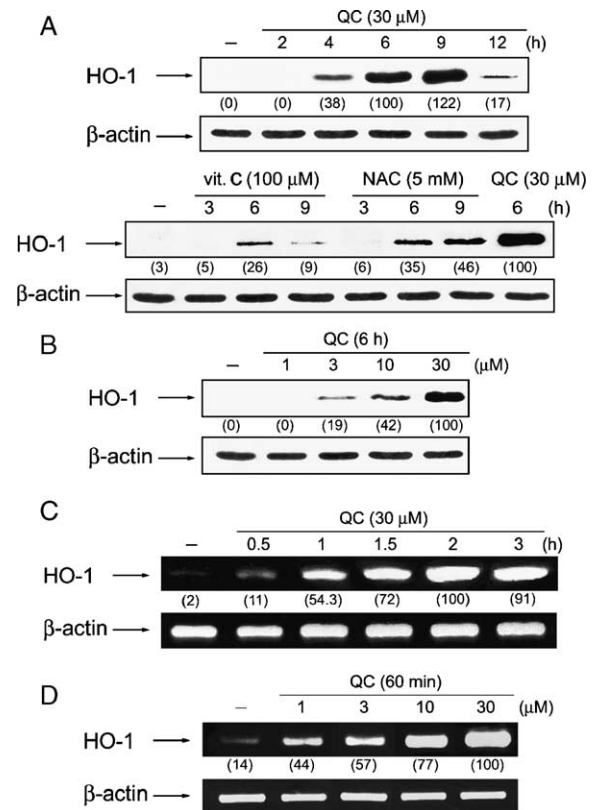 A
QC (30 μM)
– 2 4 6 9 12 (h)
HO-1
(0) (0) (38) (100) (122) (17)
β-actin
vit. C (100 μM) NAC (5 mM) QC (30 μM)
– 3 6 9 3 6 9 6 (h)
HO-1
(3) (5) (26) (9) (6) (35) (46) (100)
β-actin
B
QC (6 h)
– 1 3 10 30 (μM)
HO-1
(0) (0) (19) (42) (100)
β-actin
C
QC (30 μM)
– 0.5 1 1.5 2 3 (h)
HO-1
(2) (11) (54.3) (72) (100) (91)
β-actin
D
QC (60 min)
– 1 3 10 30 (μM)
HO-1
(14) (44) (57) (77) (100)
β-actin